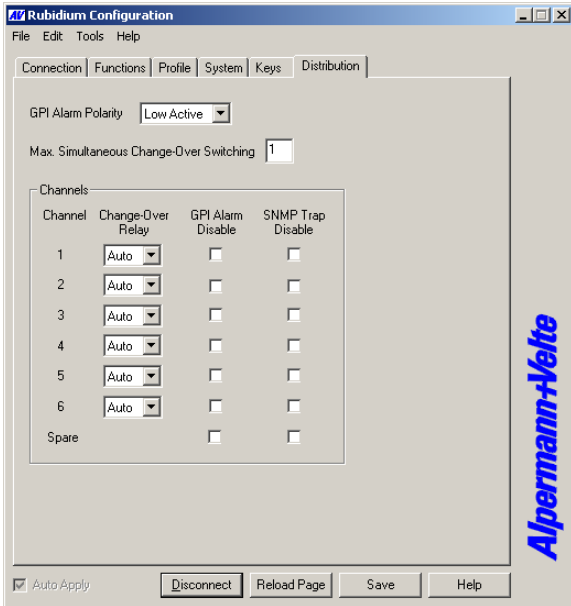 AV Rubidium Configuration
File Edit Tools Help
Connection Functions Profile System Keys Distribution
GPI Alarm Polarity Low Active
Max. Simultaneous Change-Over Switching 1
Channels
Channel Change-Over Relay GPI Alarm Disable SNMP Trap Disable
1 Auto
2 Auto
3 Auto
4 Auto
5 Auto
6 Auto
Spare
Alpermann+Velte
Auto Apply Disconnect Reload Page Save Help